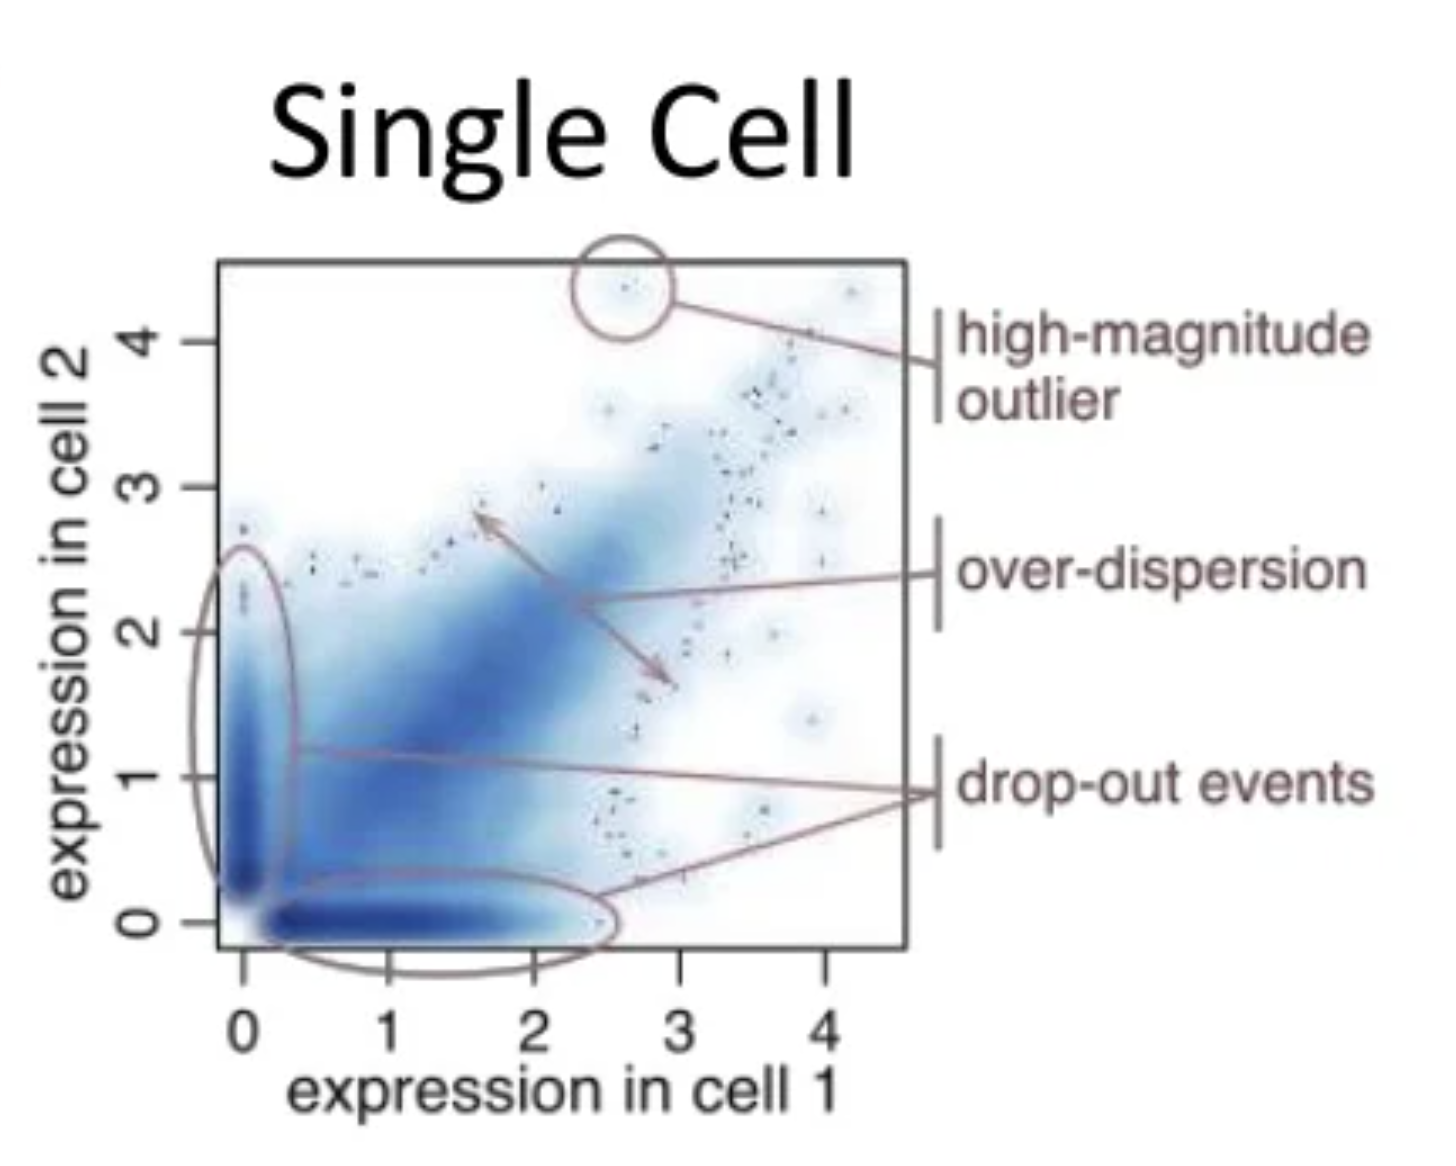 Single Cell
high-magnitude
outlier
over-dispersion
drop-out events
expression in cell 2
4
3
2
1
0
0 1 2 3 4
expression in cell 1